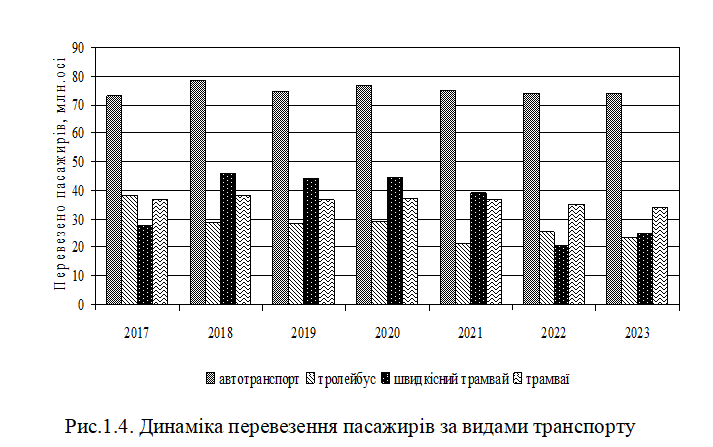 Перевезено пасажирів, млн.осі
90
80
70
60
50
40
30
20
10
0
2017 2018 2019 2020 2021 2022 2023
автотранспорт тролейбус швидкісний трамвай трамваї
Рис.1.4. Динаміка перевезення пасажирів за видами транспорту